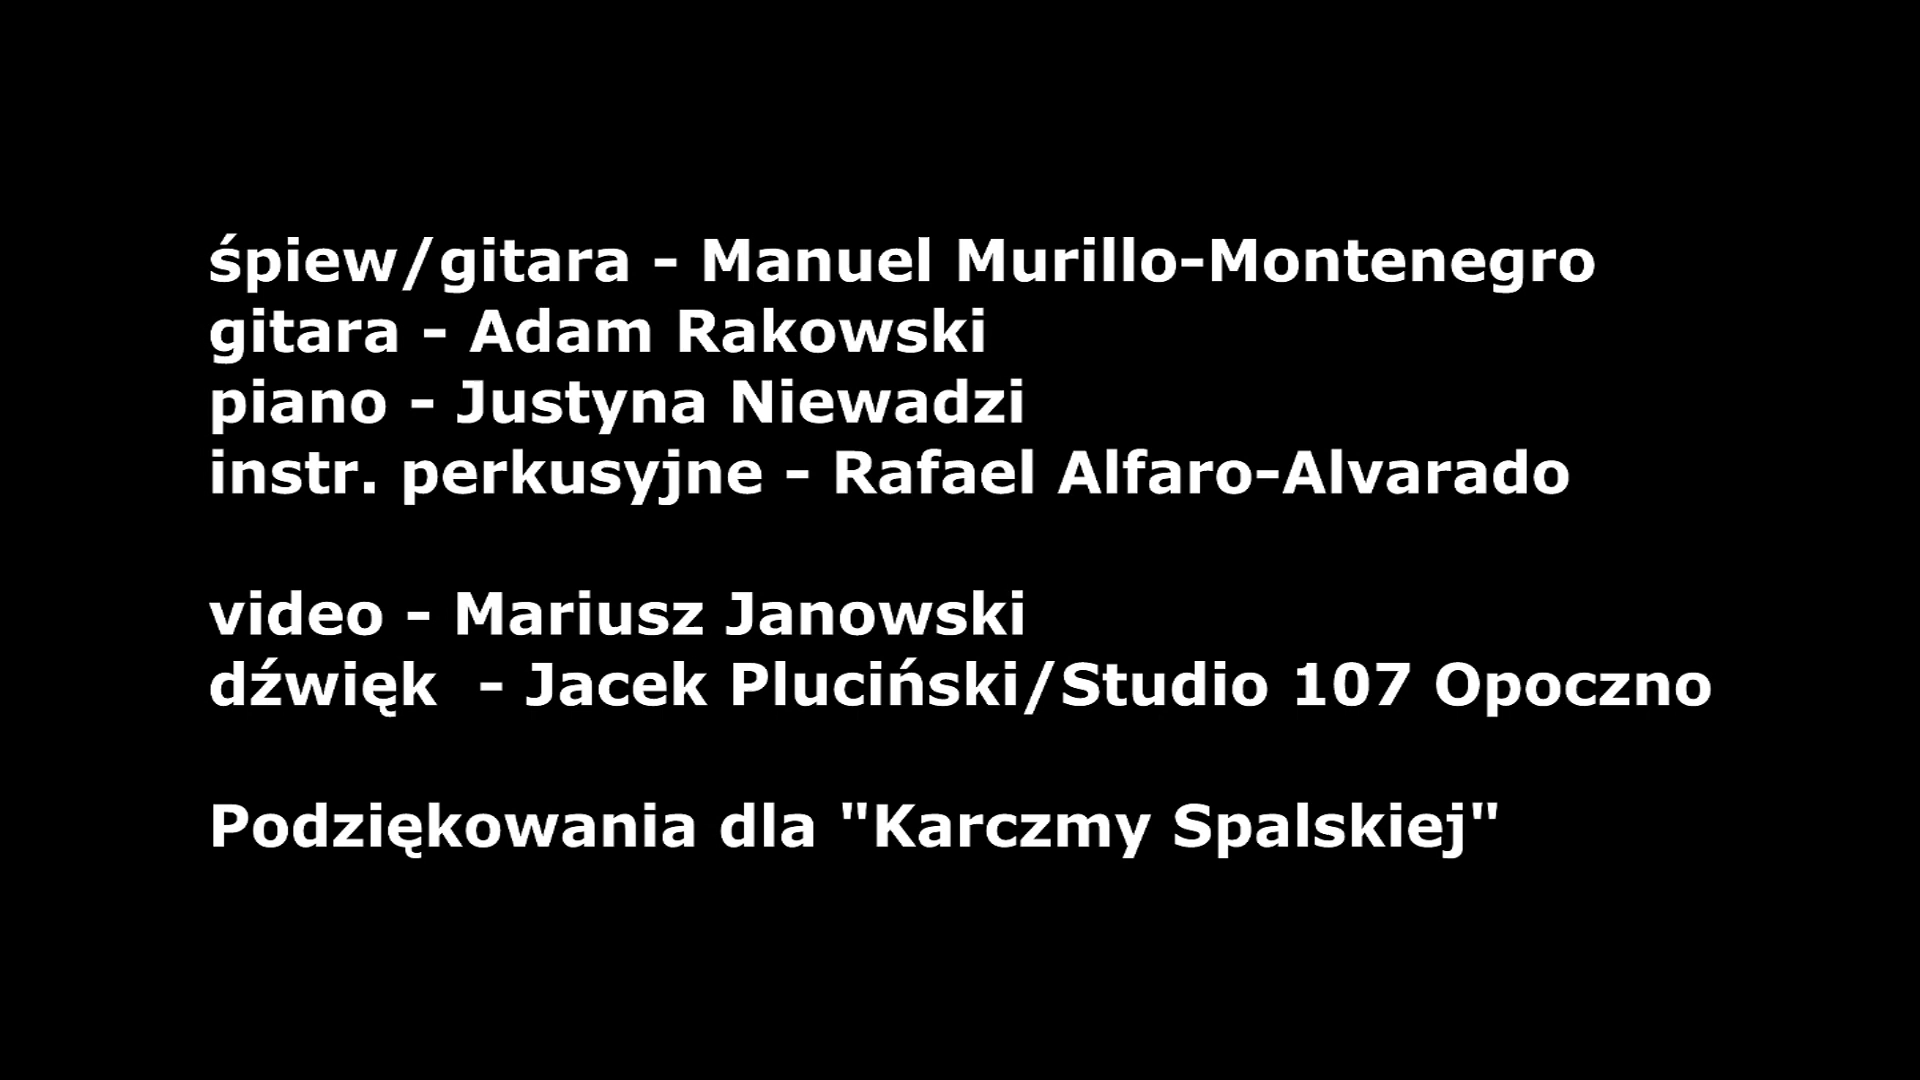 śpiew/gitara - Manuel Murillo-Montenegro
gitara - Adam Rakowski
piano - Justyna Niewadzi
instr. perkusyjne - Rafael Alfaro-Alvarado
video - Mariusz Janowski
dźwięk  - Jacek Pluciński/Studio 107 Opoczno
Podziękowania dla "Karczmy Spalskiej"